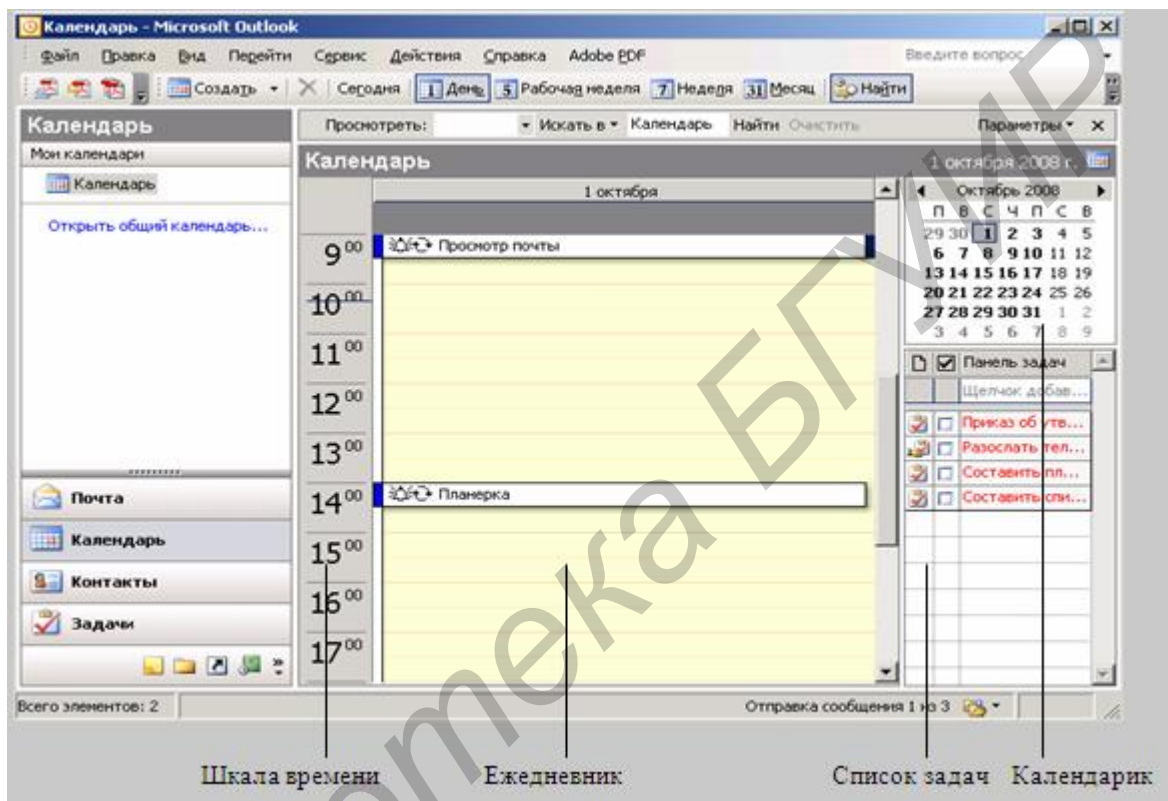 Календарь - Microsoft Outlook
Файл Правка Вид Перейти Сервис Действия Справка Adobe PDF Введите вопрос
Создать Сегодня 1 День 5 Рабочая неделя 7 Неделя 31 Месяц Найти
Календарь
Мои календари
Календарь
Открыть общий календарь...
Почта
Календарь
Контакты
Задачи
Просмотреть: Искать в Календарь Найти Очистить Параметры
Календарь 1 октября 2008 г.
1 октября
9 00 Просмотр почты
10 00
11 00
12 00
13 00
14 00 Планерка
15 00
16 00
17 00
Октябрь 2008
П В С Ч П С В
29 30 1 2 3 4 5
6 7 8 9 10 11 12
13 14 15 16 17 18 19
20 21 22 23 24 25 26
27 28 29 30 31 1 2
3 4 5 6 7 8 9
Панель задач
Щелчок добав...
Приказ об утв...
Разослать тел...
Составить пл...
Составить спи...
Всего элементов: 2 Отправка сообщения 1 из 3
Шкала времени Ежедневник Список задач Календарик
отека БГУИР